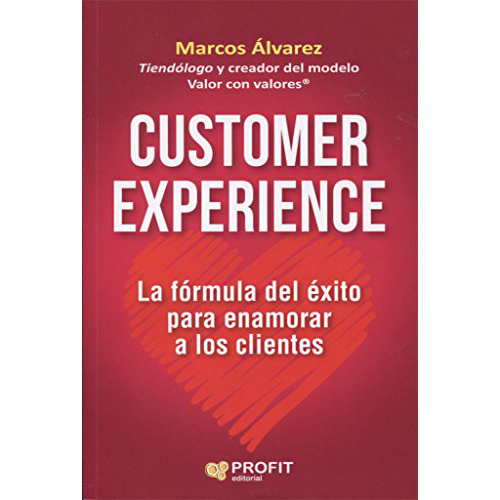 Marcos Álvarez
Tiendólogo y creador del modelo
Valor con valores®
CUSTOMER
EXPERIENCE
La fórmula del éxito
para enamorar
a los clientes
PROFIT
editorial